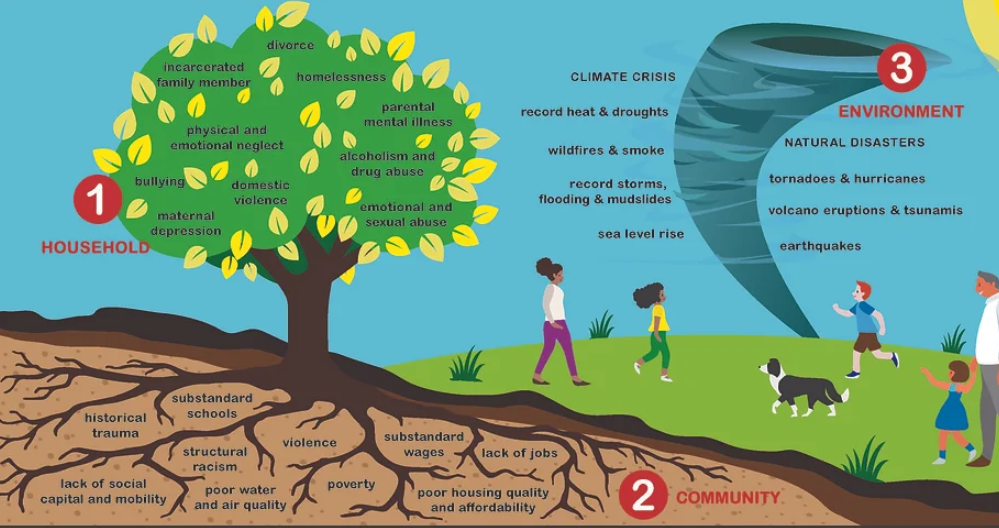 divorce
incarcerated
family member
homelessness
parental
mental illness
physical and
emotional neglect
alcoholism and
drug abuse
bullying
domestic
violence
emotional and
sexual abuse
maternal
depression
1
HOUSEHOLD
3
ENVIRONMENT
CLIMATE CRISIS
record heat & droughts
wildfires & smoke
record storms,
flooding & mudslides
sea level rise
NATURAL DISASTERS
tornadoes & hurricanes
volcano eruptions & tsunamis
earthquakes
substandard
schools
historical
trauma
violence
substandard
wages
lack of jobs
structural
racism
lack of social
capital and mobility
poor water
and air quality
poverty
poor housing quality
and affordability
2
COMMUNITY